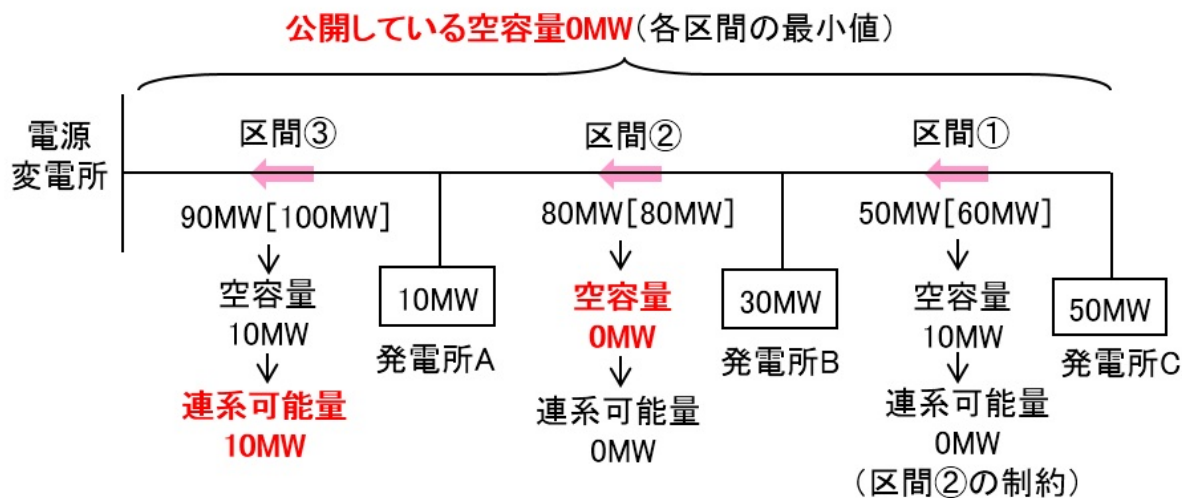 公開している空容量0MW(各区間の最小値)
電源
変電所
区間③
区間②
区間①
90MW[100MW]
80MW[80MW]
50MW[60MW]
空容量
10MW
連系可能量
10MW
10MW
発電所A
空容量
0MW
連系可能量
0MW
30MW
発電所B
空容量
10MW
連系可能量
0MW
(区間②の制約)
50MW
発電所C